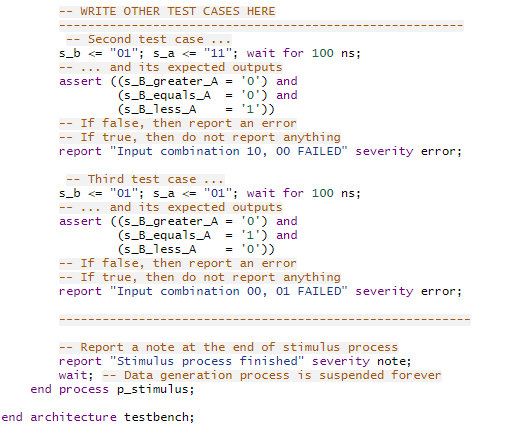 -- WRITE OTHER TEST CASES HERE
--------------------------------------------------------
-- Second test case ...
s_b <= "01"; s_a <= "11"; wait for 100 ns;
-- ... and its expected outputs
assert ((s_B_greater_A = '0') and
(s_B_equals_A  = '0') and
(s_B_less_A    = '1'))
-- If false, then report an error
-- If true, then do not report anything
report "Input combination 10, 00 FAILED" severity error;
-- Third test case ...
s_b <= "01"; s_a <= "01"; wait for 100 ns;
-- ... and its expected outputs
assert ((s_B_greater_A = '0') and
(s_B_equals_A  = '1') and
(s_B_less_A    = '0'))
-- If false, then report an error
-- If true, then do not report anything
report "Input combination 00, 01 FAILED" severity error;
---------------------------------------------------------
-- Report a note at the end of stimulus process
report "Stimulus process finished" severity note;
wait; -- Data generation process is suspended forever
end process p_stimulus;
end architecture testbench;